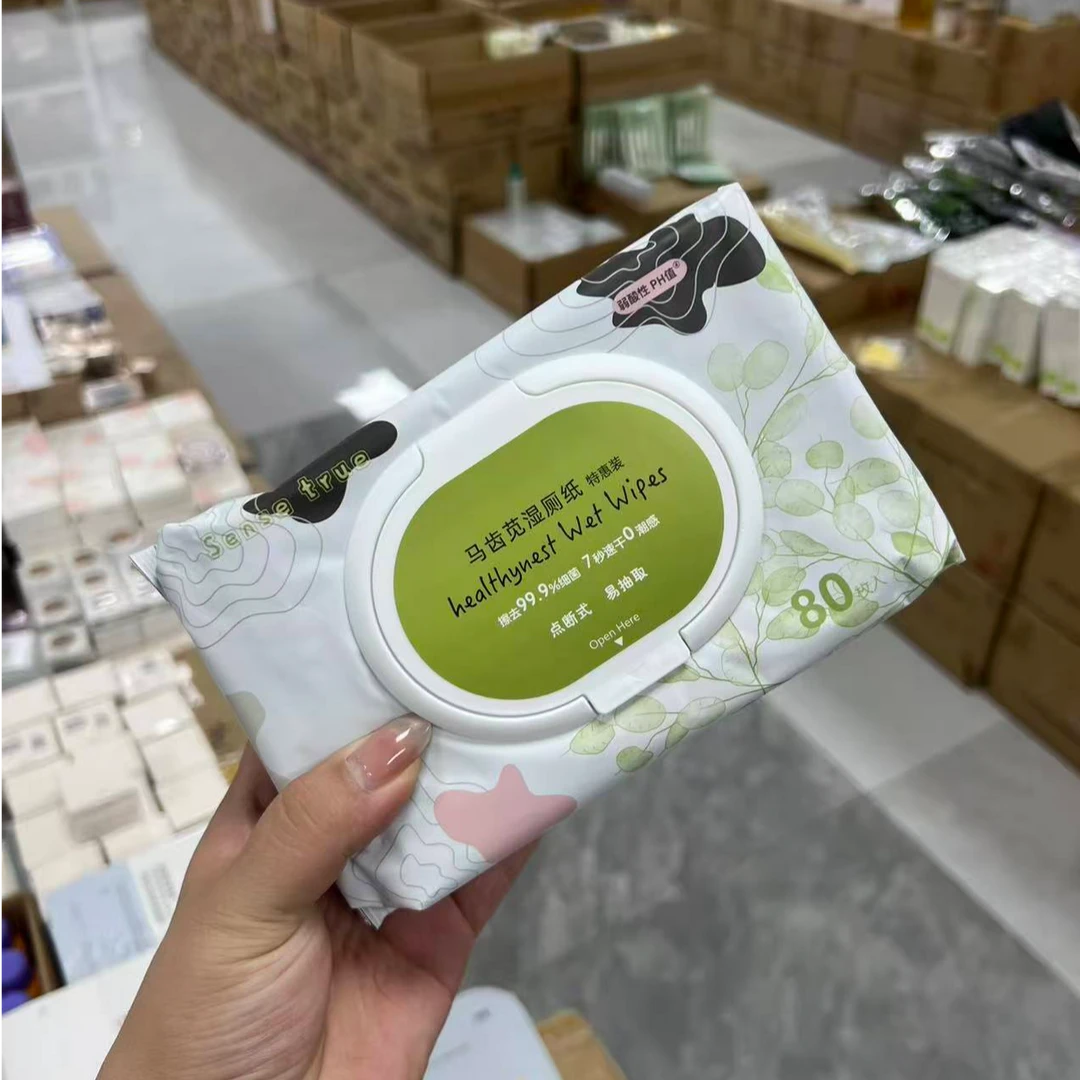 弱酸性 PH值
Sense true
马齿苋湿厕纸 特惠装
healthynest Wet Wipes
擦去99.9%细菌 7秒速干0潮感
点断式 易抽取
Open Here
80枚入